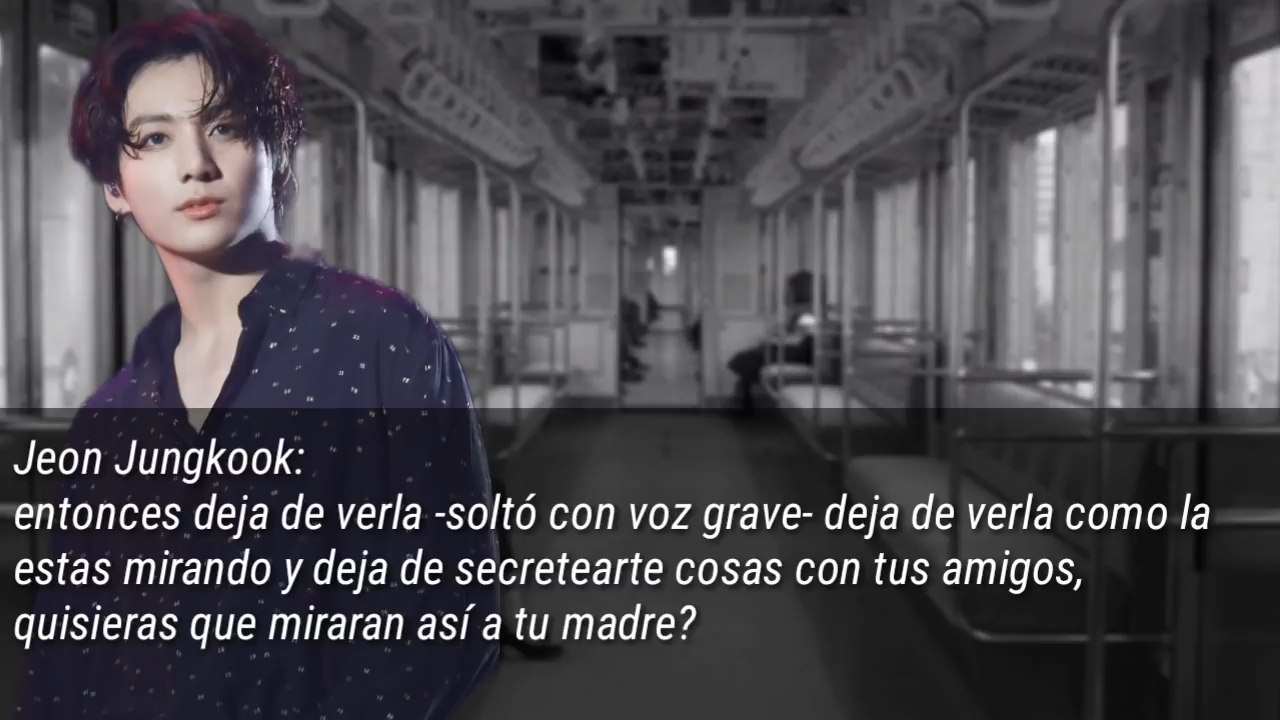 Jeon Jungkook:
entonces deja de verla -soltó con voz grave- deja de verla como la
estas mirando y deja de secretearte cosas con tus amigos,
quisieras que miraran así a tu madre?